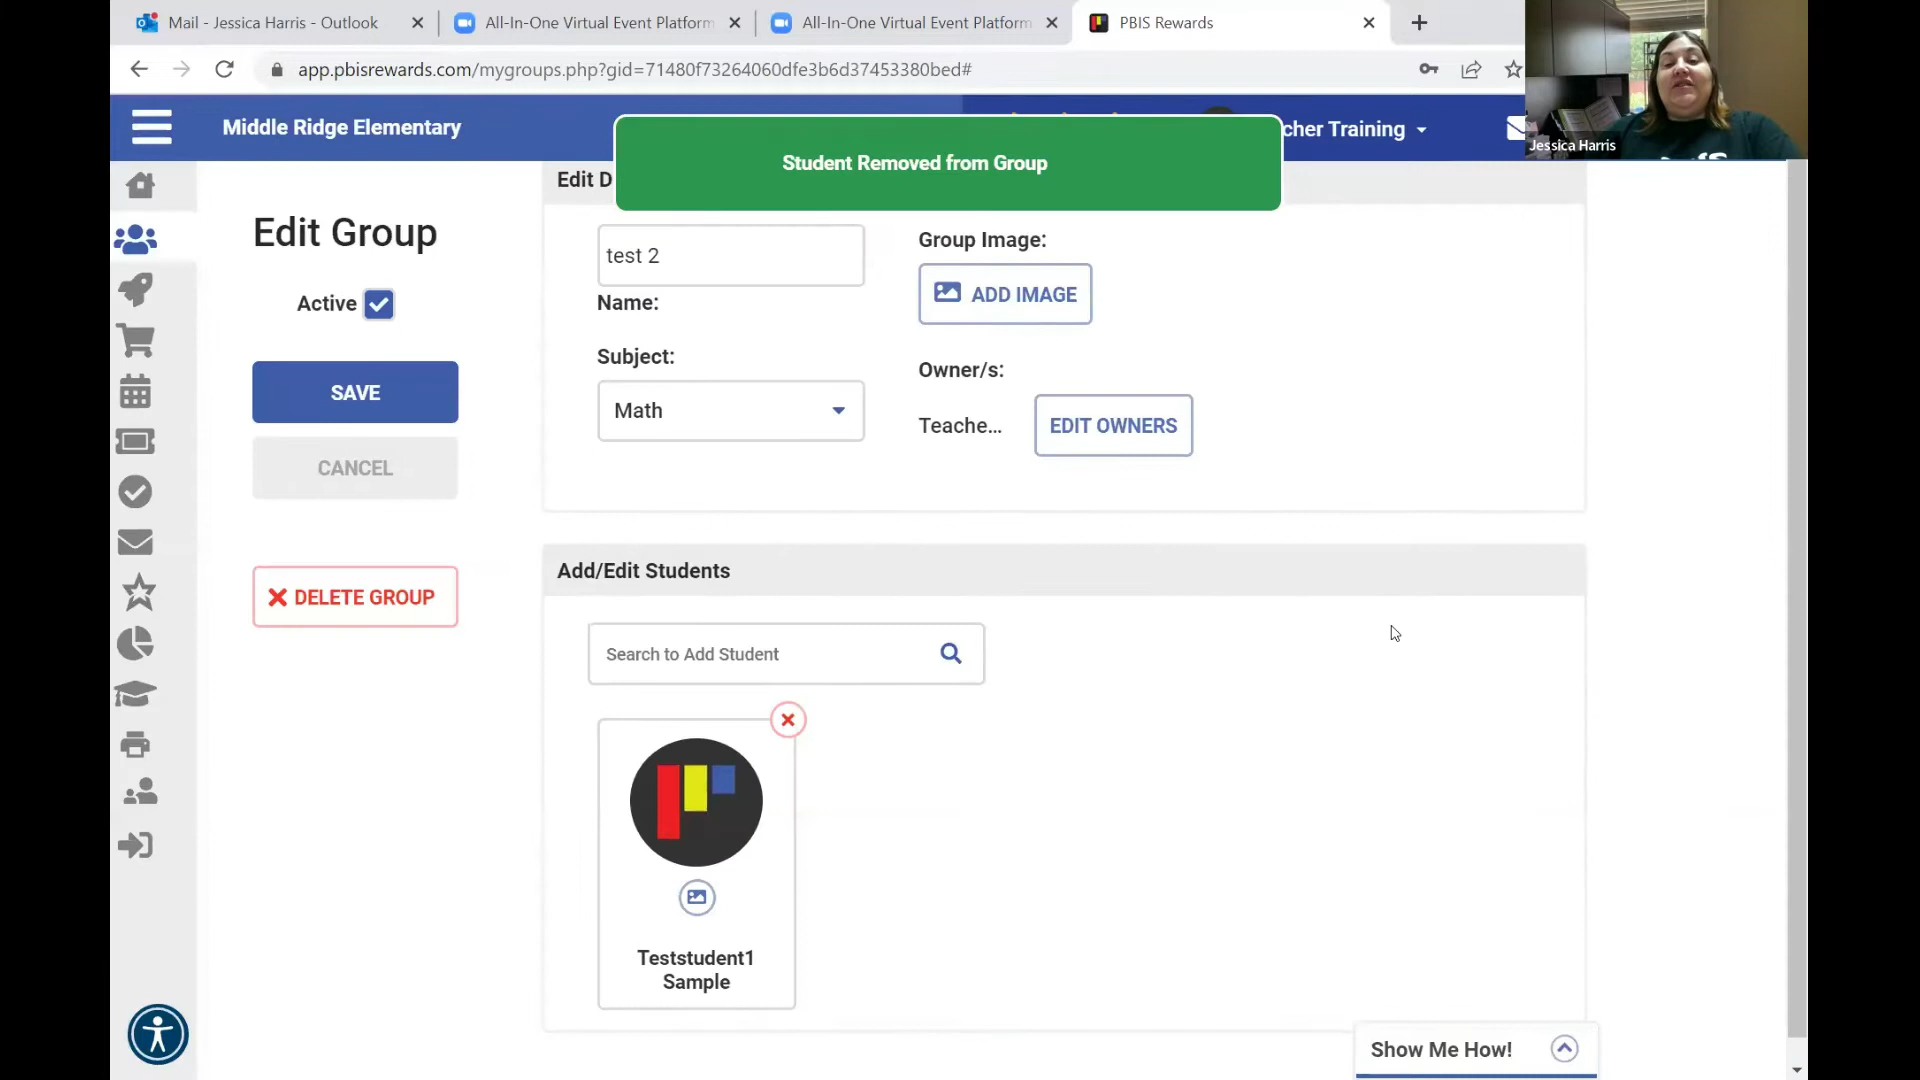 Mail - Jessica Harris - Outlook
All-In-One Virtual Event Platform
All-In-One Virtual Event Platform
PBIS Rewards
app.pbisrewards.com/mygroups.php?gid=71480f73264060dfe3b6d37453380bed#
Jessica Harris
Middle Ridge Elementary
cher Training
Student Removed from Group
Edit D
Edit Group
Active
SAVE
CANCEL
DELETE GROUP
test 2
Name:
Subject:
Math
Group Image:
ADD IMAGE
Owner/s:
Teache...
EDIT OWNERS
Add/Edit Students
Search to Add Student
Teststudent1
Sample
Show Me How!